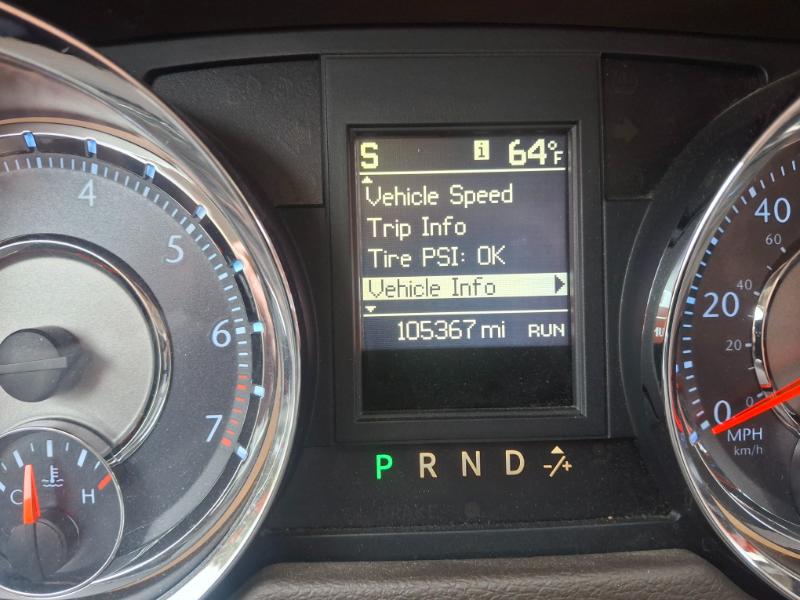 S i 64°F
Vehicle Speed
Trip Info
Tire PSI: OK
Vehicle Info
105367 mi RUN
P R N D -/+
4
5
6
7
C H
40
60
20
40
20
0
0
MPH
km/h